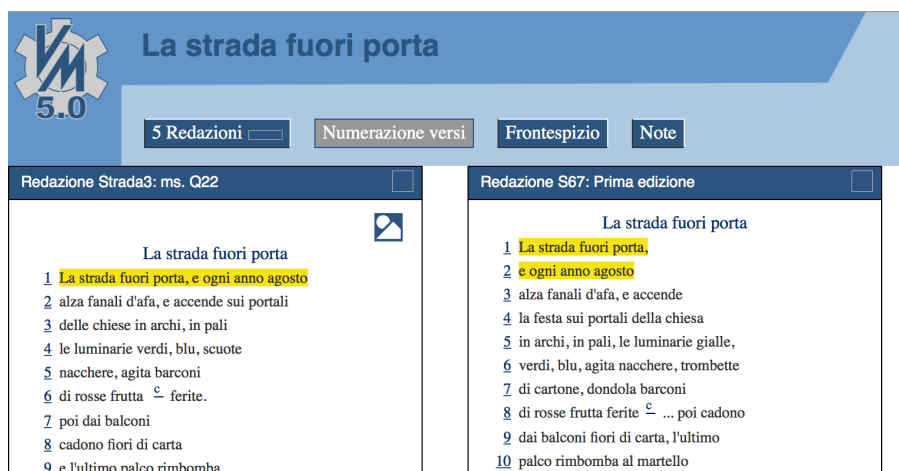 VM
5.0
La strada fuori porta
5 Redazioni
Numerazione versi
Frontespizio
Note
Redazione Strada3: ms. Q22
La strada fuori porta
1 La strada fuori porta, e ogni anno agosto
2 alza fanali d'afa, e accende sui portali
3 delle chiese in archi, in pali
4 le luminarie verdi, blu, scuote
5 nacchere, agita barconi
6 di rosse frutta c ferite.
7 poi dai balconi
8 cadono fiori di carta
9 e l'ultimo palco rimbomba
Redazione S67: Prima edizione
La strada fuori porta
1 La strada fuori porta,
2 e ogni anno agosto
3 alza fanali d'afa, e accende
4 la festa sui portali della chiesa
5 in archi, in pali, le luminarie gialle,
6 verdi, blu, agita nacchere, trombette
7 di cartone, dondola barconi
8 di rosse frutta ferite c ... poi cadono
9 dai balconi fiori di carta, l'ultimo
10 palco rimbomba al martello